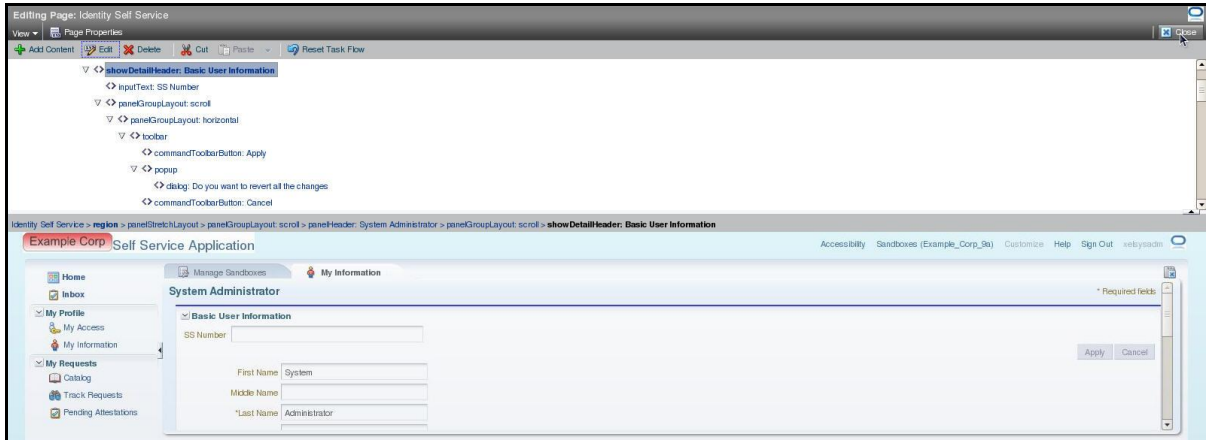 Editing Page: Identity Self Service
View Page Properties Close
Add Content Edit Delete Cut Paste Reset Task Flow
<> showDetailHeader: Basic User Information
<> inputText: SS Number
<> panelGroupLayout: scroll
<> panelGroupLayout: horizontal
<> toolbar
<> commandToolbarButton: Apply
<> popup
<> dialog: Do you want to revert all the changes
<> commandToolbarButton: Cancel
Identity Self Service > region > panelStretchLayout > panelGroupLayout: scroll > panelHeader: System Administrator > panelGroupLayout: scroll > showDetailHeader: Basic User Information
Example Corp Self Service Application
Accessibility Sandboxes (Example_Corp_9a) Customize Help Sign Out xelsysadm
Home
Inbox
My Profile
My Access
My Information
My Requests
Catalog
Track Requests
Pending Attestations
Manage Sandboxes My Information
System Administrator * Required fields
Basic User Information
SS Number
Apply Cancel
First Name System
Middle Name
*Last Name Administrator